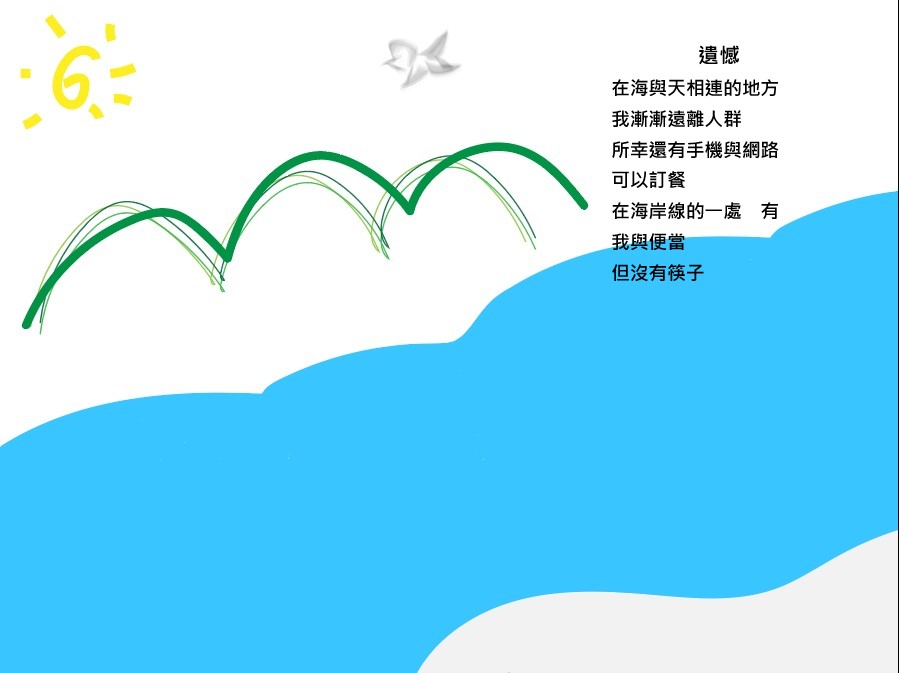 6
遺憾
在海與天相連的地方
我漸漸遠離人群
所幸還有手機與網路
可以訂餐
在海岸線的一處　有
我與便當
但沒有筷子